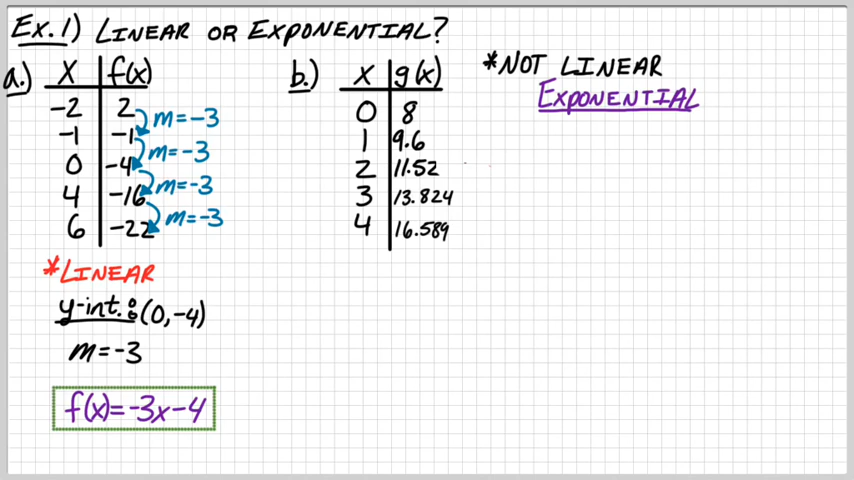 Ex. 1) LINEAR OR EXPONENTIAL?
a.) x f(x)
-2 2
-1 -1
0 -4
4 -16
6 -22
m = -3
m = -3
m = -3
m = -3
*LINEAR
y-int.: (0, -4)
m = -3
f(x) = -3x - 4
b.) x g(x)
0 8
1 9.6
2 11.52
3 13.824
4 16.589
*NOT LINEAR
EXPONENTIAL